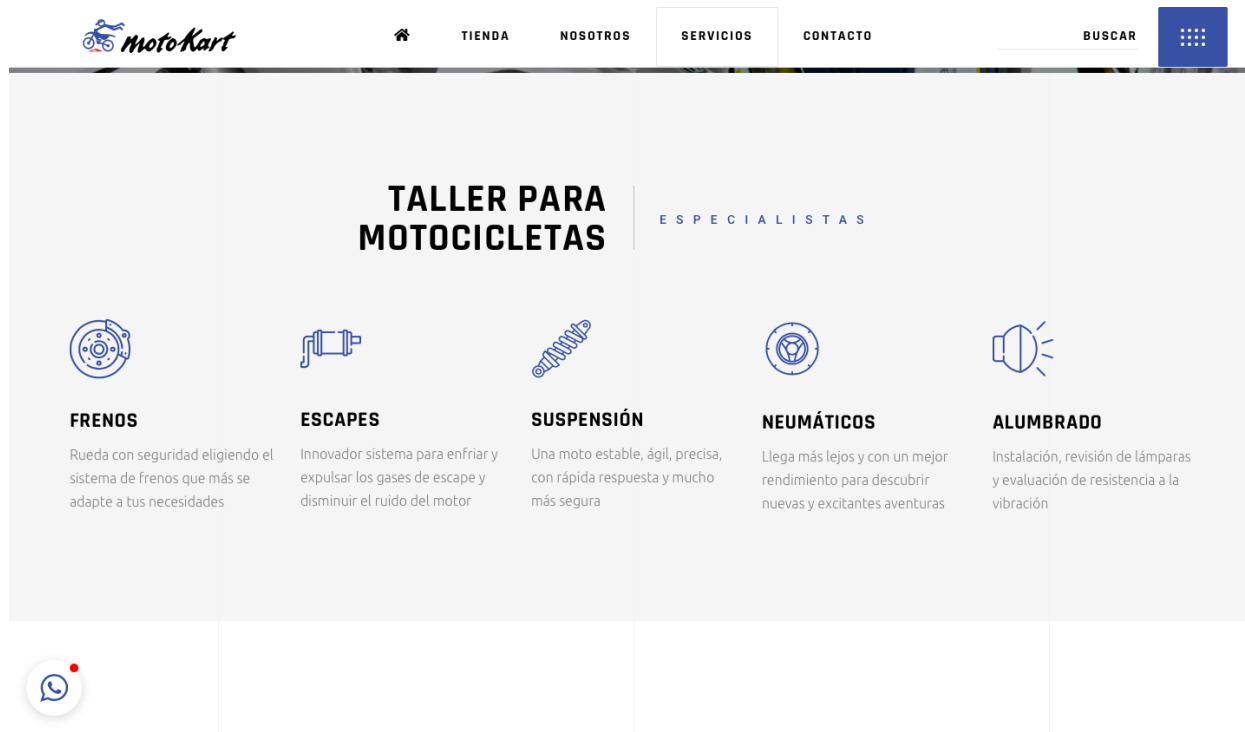 motoKart
TIENDA
NOSOTROS
SERVICIOS
CONTACTO
BUSCAR
TALLER PARA
MOTOCICLETAS
ESPECIALISTAS
FRENOS
Rueda con seguridad eligiendo el
sistema de frenos que más se
adapte a tus necesidades
ESCAPES
Innovador sistema para enfriar y
expulsar los gases de escape y
disminuir el ruido del motor
SUSPENSIÓN
Una moto estable, ágil, precisa,
con rápida respuesta y mucho
más segura
NEUMÁTICOS
Llega más lejos y con un mejor
rendimiento para descubrir
nuevas y excitantes aventuras
ALUMBRADO
Instalación, revisión de lámparas
y evaluación de resistencia a la
vibración